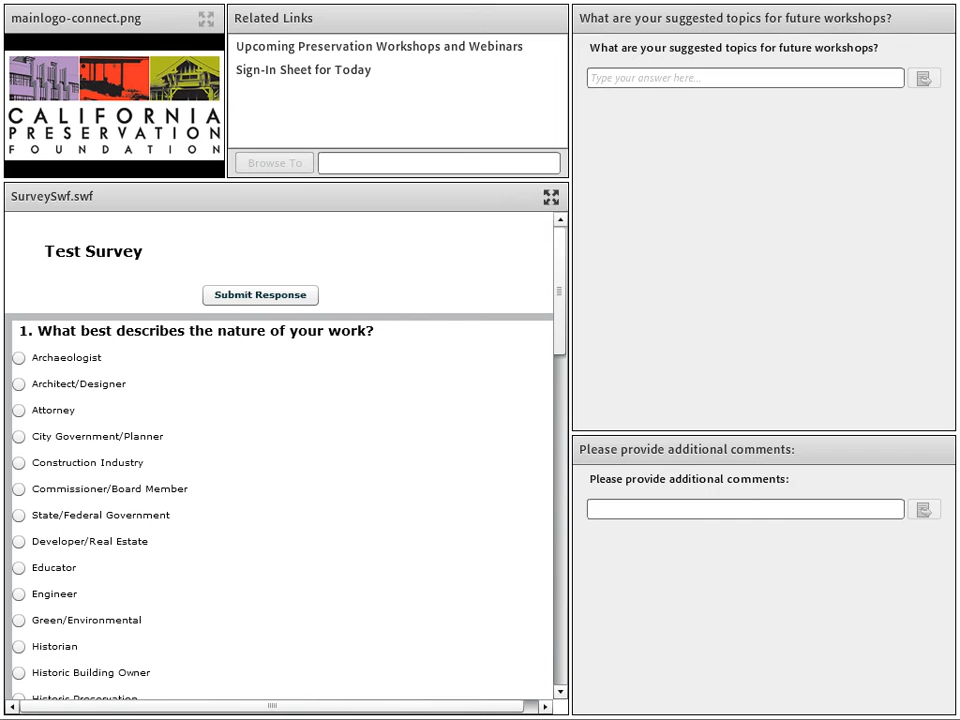 mainlogo-connect.png
CALIFORNIA
PRESERVATION
FOUNDATION
Related Links
Upcoming Preservation Workshops and Webinars
Sign-In Sheet for Today
Browse To
What are your suggested topics for future workshops?
What are your suggested topics for future workshops?
Type your answer here...
SurveySwf.swf
Test Survey
Submit Response
1. What best describes the nature of your work?
Archaeologist
Architect/Designer
Attorney
City Government/Planner
Construction Industry
Commissioner/Board Member
State/Federal Government
Developer/Real Estate
Educator
Engineer
Green/Environmental
Historian
Historic Building Owner
Historic Preservation
Please provide additional comments:
Please provide additional comments: